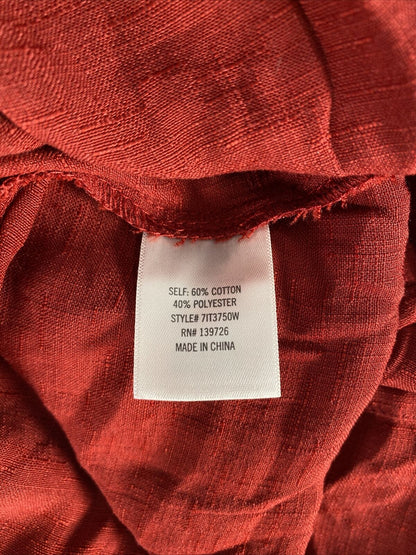 SELF: 60% COTTON
40% POLYESTER
STYLE# 7IT3750W
RN# 139726
MADE IN CHINA